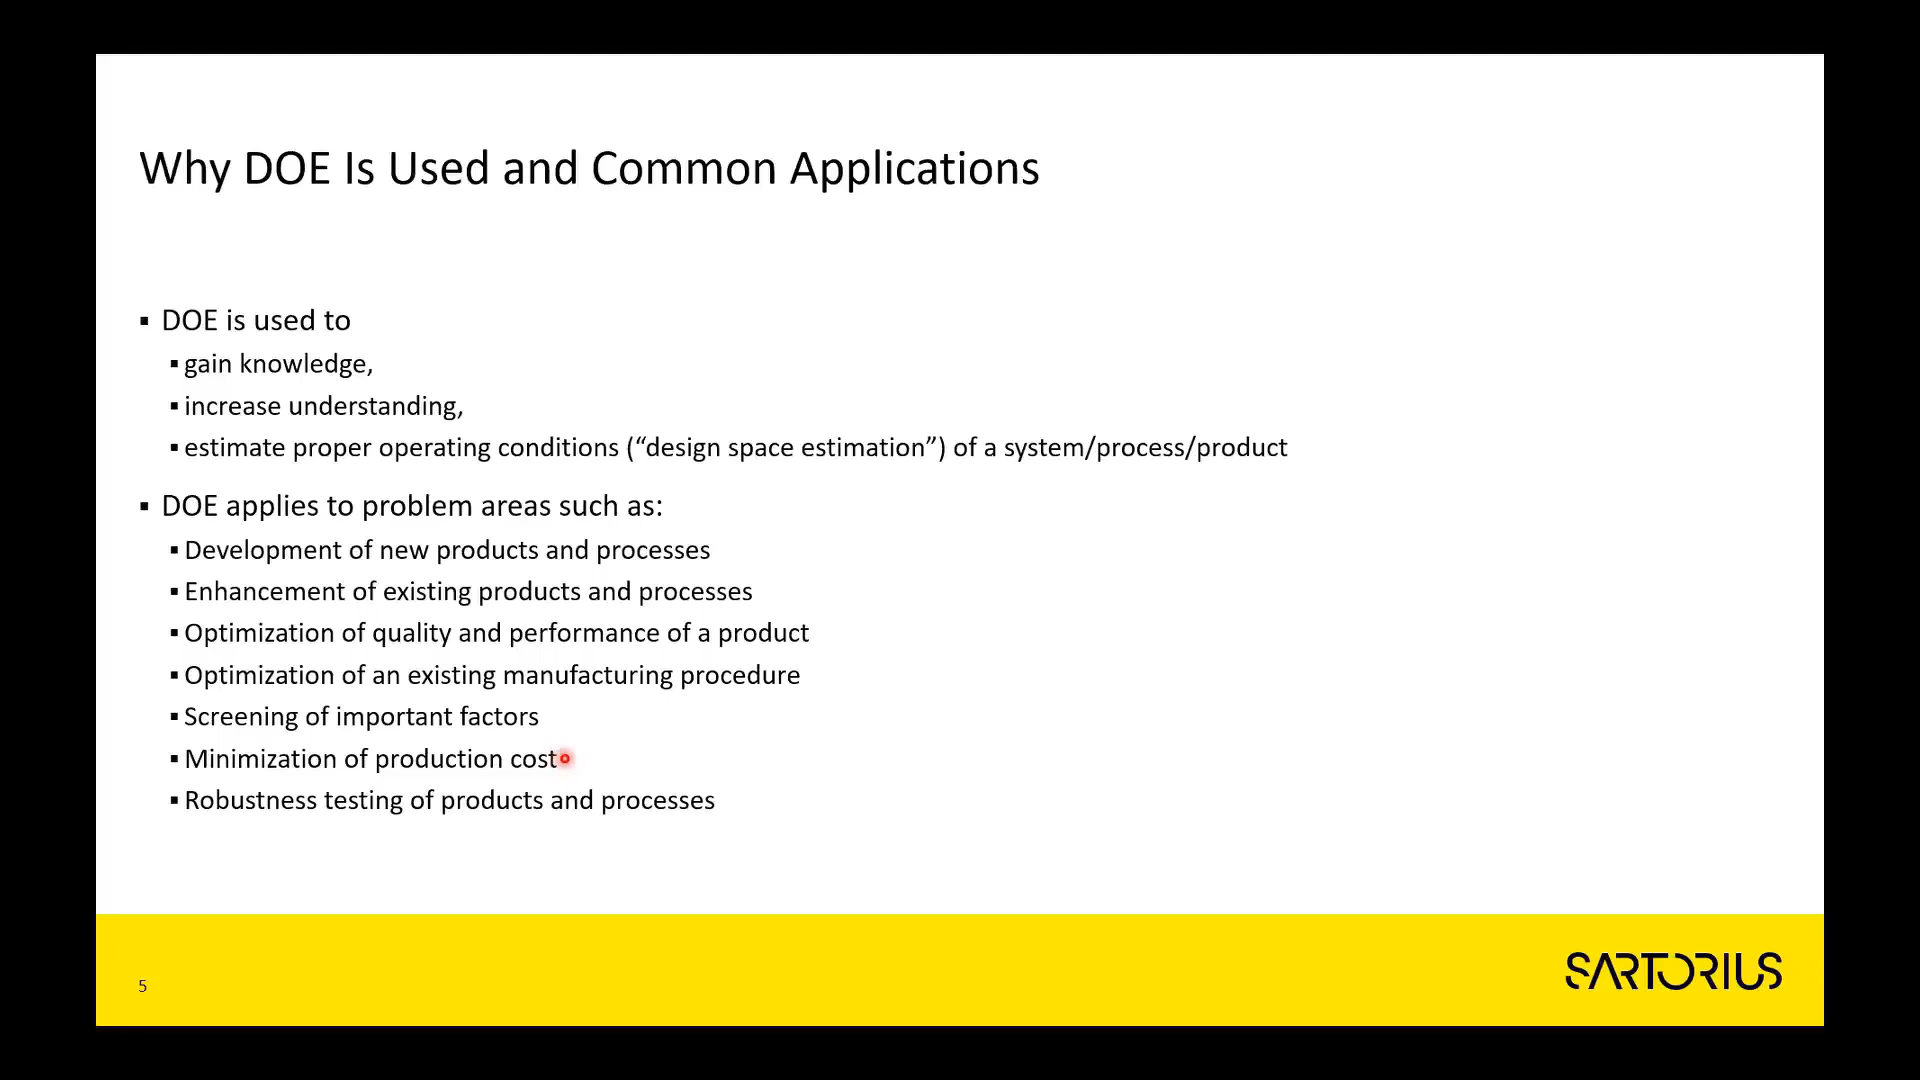 Why DOE Is Used and Common Applications
▪ DOE is used to
▪ gain knowledge,
▪ increase understanding,
▪ estimate proper operating conditions (“design space estimation”) of a system/process/product
▪ DOE applies to problem areas such as:
▪ Development of new products and processes
▪ Enhancement of existing products and processes
▪ Optimization of quality and performance of a product
▪ Optimization of an existing manufacturing procedure
▪ Screening of important factors
▪ Minimization of production cost
▪ Robustness testing of products and processes
5
SARTORIUS